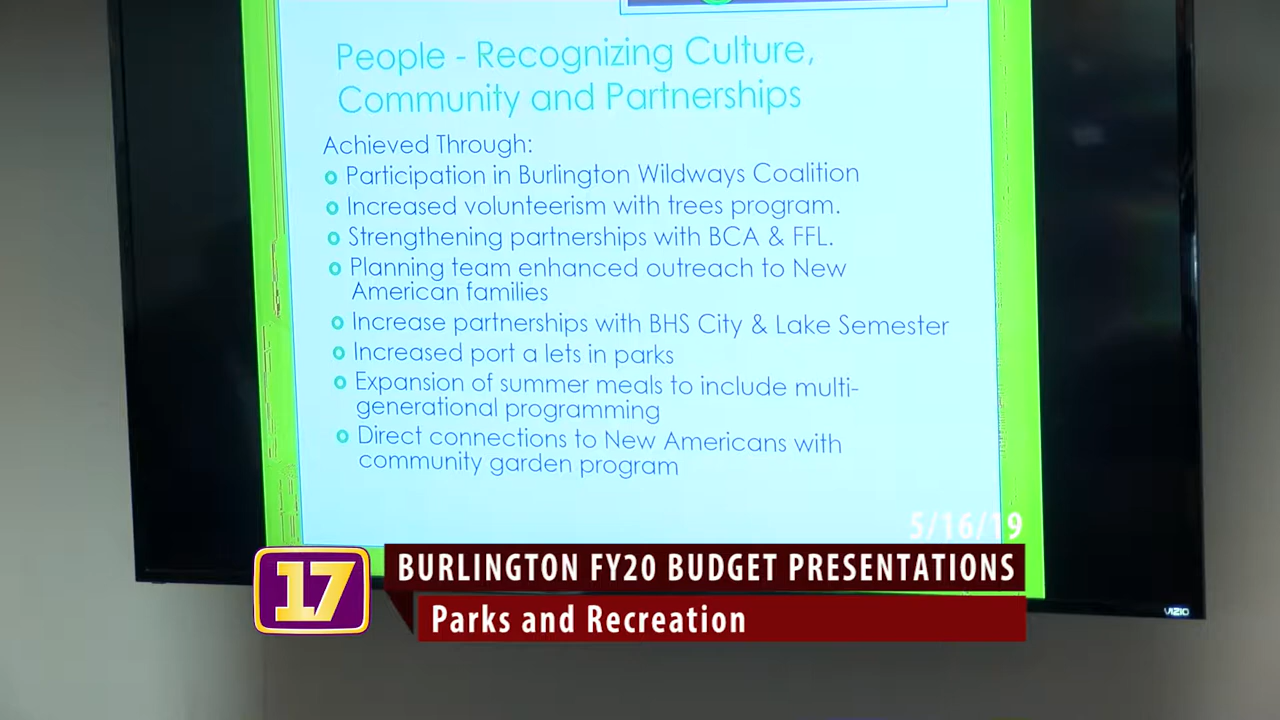 People - Recognizing Culture,
Community and Partnerships
Achieved Through:
o Participation in Burlington Wildways Coalition
o Increased volunteerism with trees program.
o Strengthening partnerships with BCA & FFL.
o Planning team enhanced outreach to New
American families
o Increase partnerships with BHS City & Lake Semester
o Increased port a lets in parks
o Expansion of summer meals to include multi-
generational programming
o Direct connections to New Americans with
community garden program
5/16/19
17
BURLINGTON FY20 BUDGET PRESENTATIONS
Parks and Recreation
VIZIO